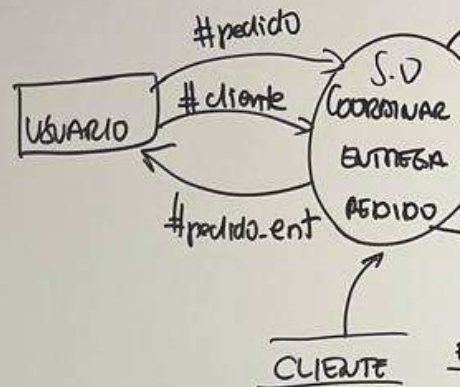 #pedido
S.O
#cliente
COORDINAR
USUARIO
ENTREGA
PEDIDO
#pedido_ent
CLIENTE